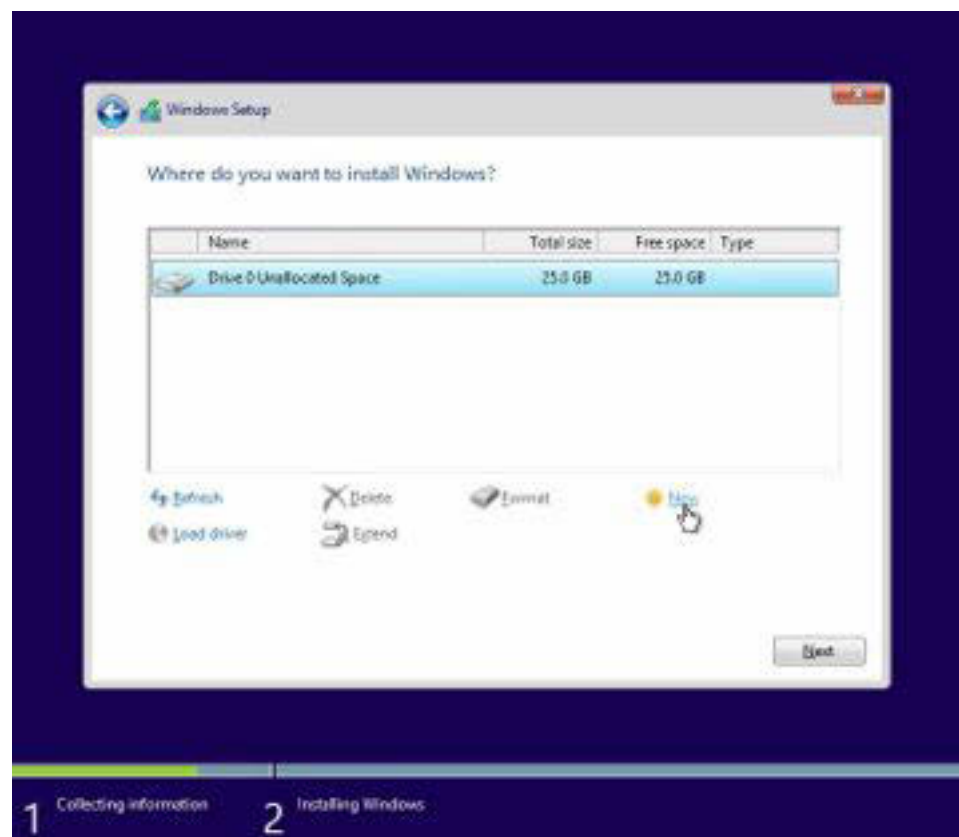 Windows Setup
Where do you want to install Windows?
Name Total size Free space Type
Drive 0 Unallocated Space 25.0 GB 25.0 GB
Refresh Delete Format New
Load driver Extend
Next
1 Collecting information 2 Installing Windows